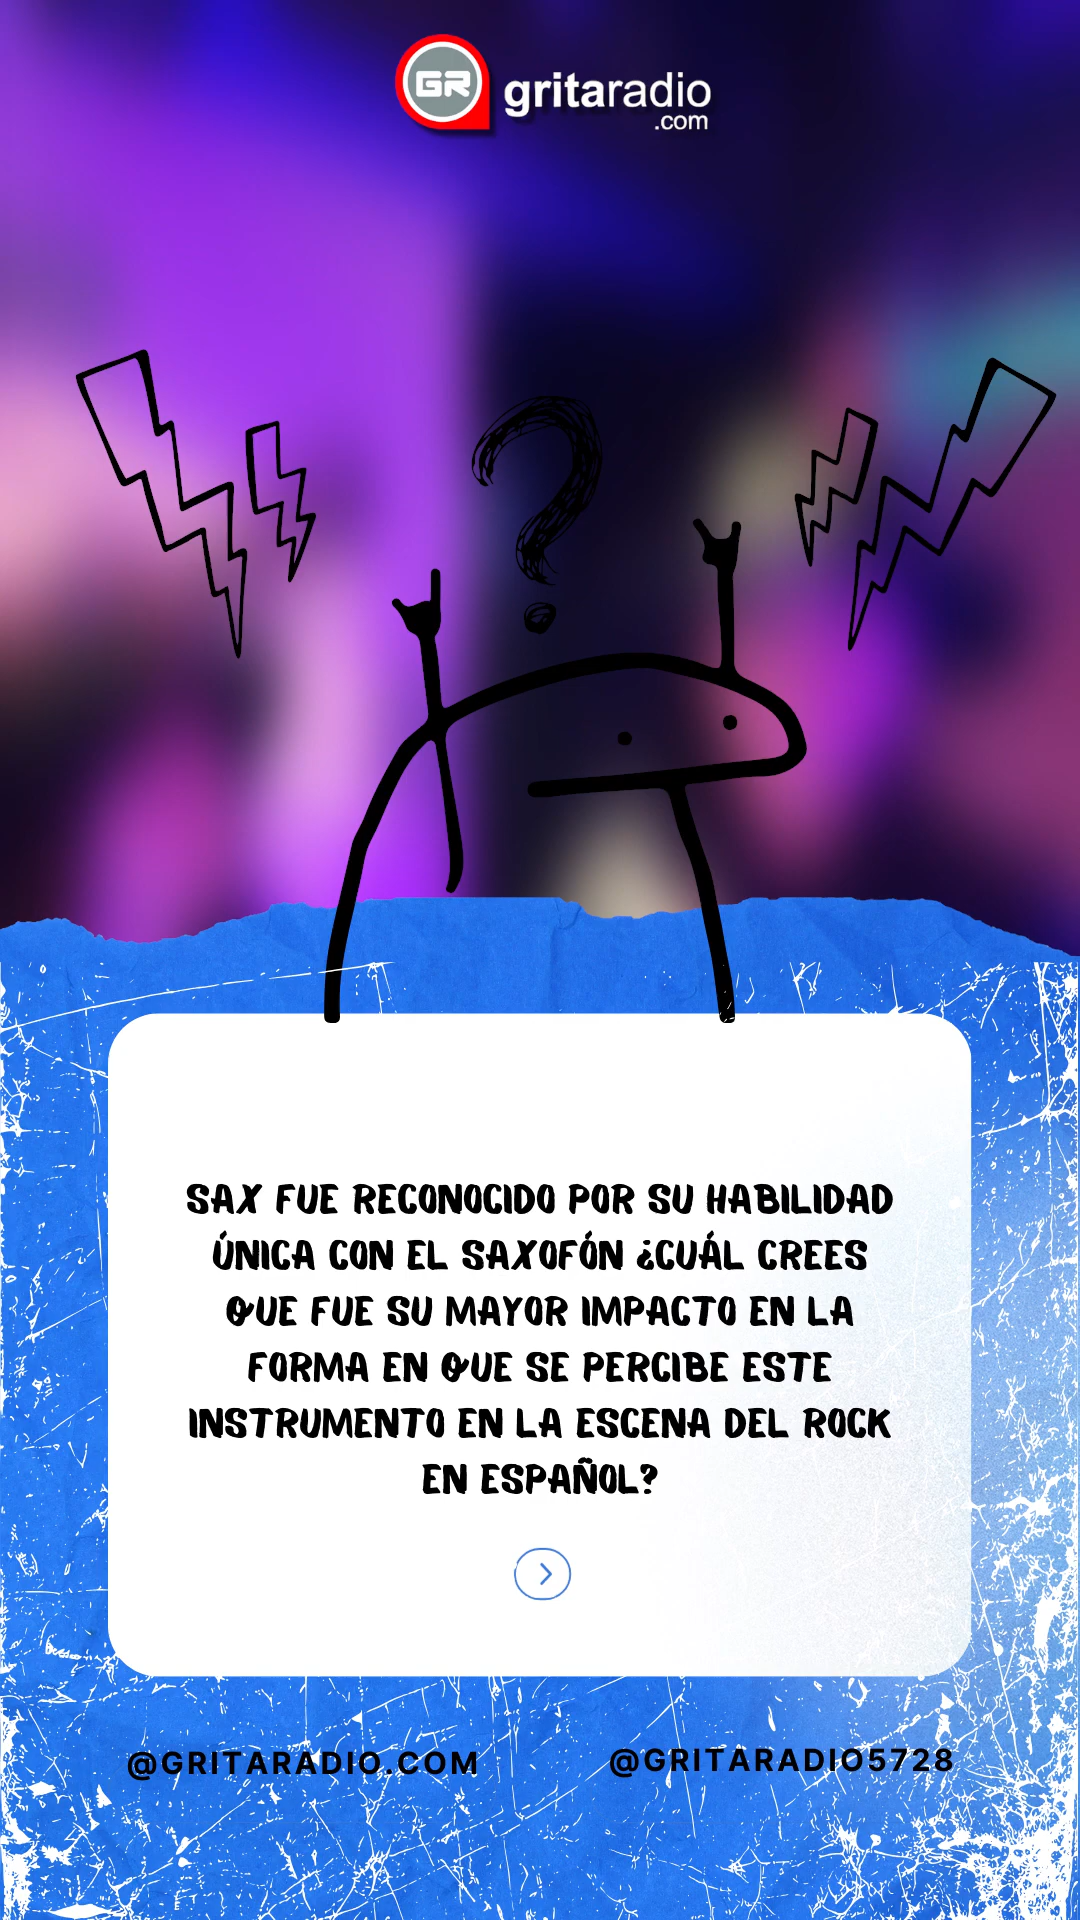 GR
gritaradio
.com
SAX FUE RECONOCIDO POR SU HABILIDAD
ÚNICA CON EL SAXOFÓN ¿CUÁL CREES
QUE FUE SU MAYOR IMPACTO EN LA
FORMA EN QUE SE PERCIBE ESTE
INSTRUMENTO EN LA ESCENA DEL ROCK
EN ESPAÑOL?
@GRITARADIO.COM @GRITARADIO5728